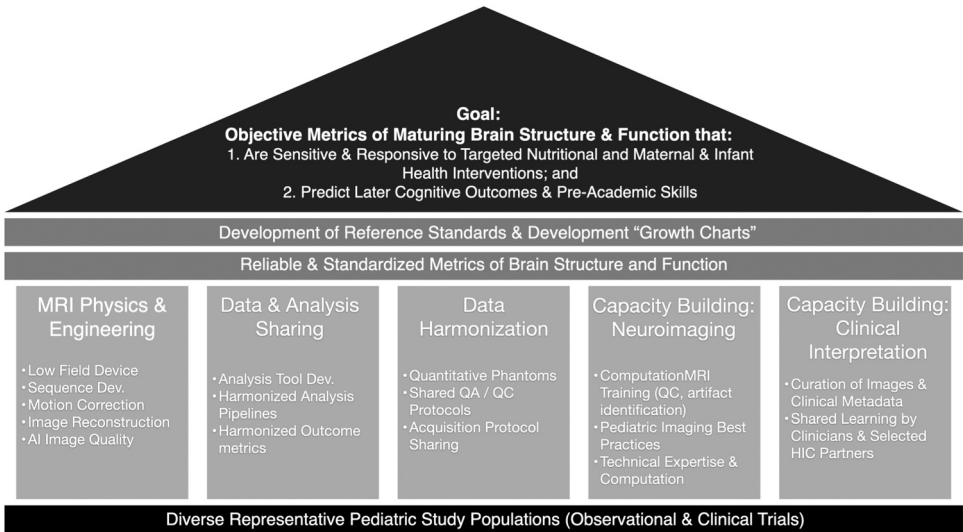 Goal:
Objective Metrics of Maturing Brain Structure & Function that:
1. Are Sensitive & Responsive to Targeted Nutritional and Maternal & Infant
Health Interventions; and
2. Predict Later Cognitive Outcomes & Pre-Academic Skills
Development of Reference Standards & Development “Growth Charts”
Reliable & Standardized Metrics of Brain Structure and Function
MRI Physics &
Engineering
•Low Field Device
•Sequence Dev.
•Motion Correction
•Image Reconstruction
•AI Image Quality
Data & Analysis
Sharing
•Analysis Tool Dev.
•Harmonized Analysis
Pipelines
•Harmonized Outcome
metrics
Data
Harmonization
•Quantitative Phantoms
•Shared QA / QC
Protocols
•Acquisition Protocol
Sharing
Capacity Building:
Neuroimaging
•ComputationMRI
Training (QC, artifact
identification)
•Pediatric Imaging Best
Practices
•Technical Expertise &
Computation
Capacity Building:
Clinical
Interpretation
•Curation of Images &
Clinical Metadata
•Shared Learning by
Clinicians & Selected
HIC Partners
Diverse Representative Pediatric Study Populations (Observational & Clinical Trials)